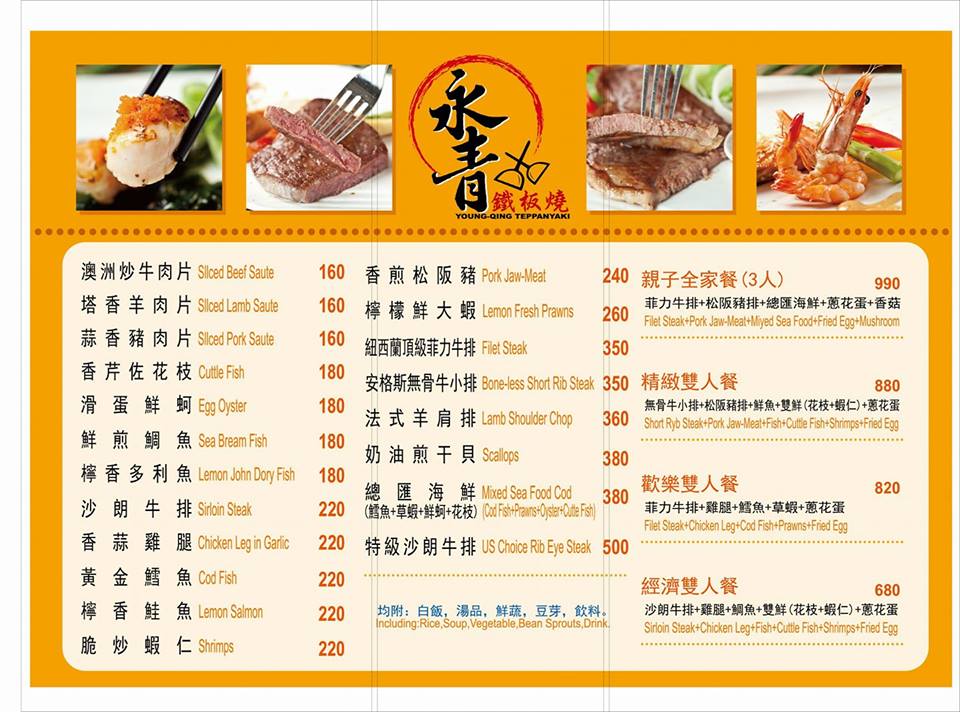 永青
鐵板燒
YOUNG-QING TEPPANYAKI
澳洲炒牛肉片 Sllced Beef Saute 160
塔香羊肉片 Slлced Lamb Saute 160
蒜香豬肉片 Slлced Pork Saute 160
香芹佐花枝 Cuttle Fish 180
滑蛋鮮蚵 Egg Oyster 180
鮮煎鯛魚 Sea Bream Fish 180
檸香多利魚 Lemon John Dory Fish 180
沙朗牛排 Sirloin Steak 220
香蒜雞腿 Chicken Leg in Garlic 220
黃金鱈魚 Cod Fish 220
檸香鮭魚 Lemon Salmon 220
脆炒蝦仁 Shrimps 220
香煎松阪豬 Pork Jaw-Meat 240
檸檬鮮大蝦 Lemon Fresh Prawns 260
紐西蘭頂級菲力牛排 Filet Steak 350
安格斯無骨牛小排 Bone-less Short Rib Steak 350
法式羊肩排 Lamb Shoulder Chop 360
奶油煎干貝 Scallops 380
總匯海鮮 Mixed Sea Food Cod 380
(鱈魚+草蝦+鮮蚵+花枝) (Cod Fish+Prawns+Oyster+Cutte Fish)
特級沙朗牛排 US Choice Rib Eye Steak 500
均附：白飯，湯品，鮮蔬，豆芽，飲料。
Including:Rice,Soup,Vegetable,Bean Sprouts,Drink.
親子全家餐(3人) 990
菲力牛排+松阪豬排+總匯海鮮+蔥花蛋+香菇
Filet Steak+Pork Jaw-Meat+Miyed Sea Food+Fried Egg+Mushroom
精緻雙人餐 880
無骨牛小排+松阪豬排+鮮魚+雙鮮(花枝+蝦仁)+蔥花蛋
Short Ryb Steak+Pork Jaw-Meat+Fish+Cuttle Fish+Shrimps+Fried Egg
歡樂雙人餐 820
菲力牛排+雞腿+鱈魚+草蝦+蔥花蛋
Filet Steak+Chicken Leg+Cod Fish+Prawns+Fried Egg
經濟雙人餐 680
沙朗牛排+雞腿+鯛魚+雙鮮(花枝+蝦仁)+蔥花蛋
Sirloin Steak+Chicken Leg+Fish+Cuttle Fish+Shrimps+Fried Egg